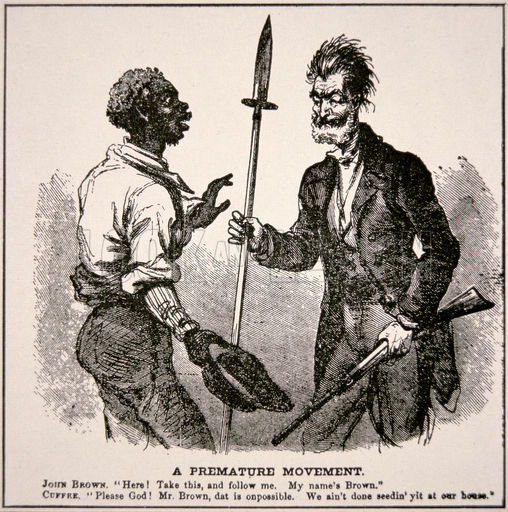 A PREMATURE MOVEMENT.
JOHN BROWN. "Here! Take this, and follow me. My name's Brown."
CUFFEE. "Please God! Mr. Brown, dat is onpossible. We ain't done seedin' yit at our house."